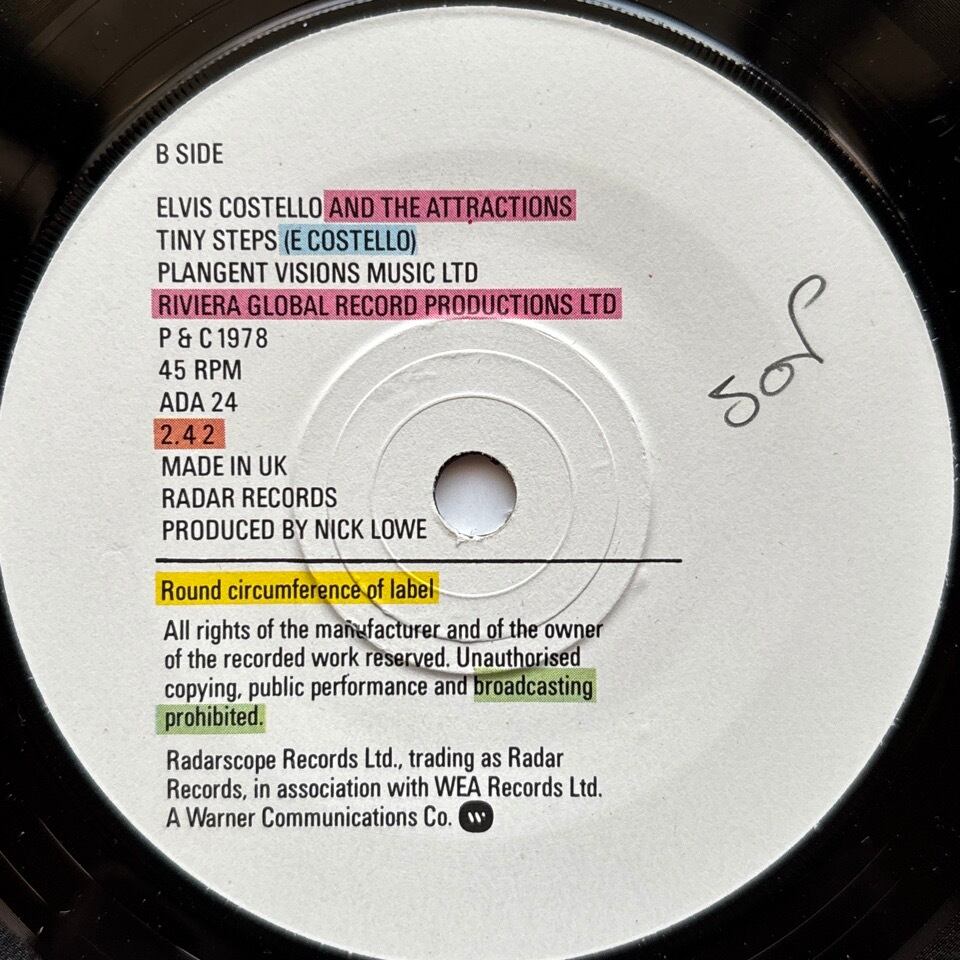 B SIDE
ELVIS COSTELLO AND THE ATTRACTIONS
TINY STEPS (E COSTELLO)
PLANGENT VISIONS MUSIC LTD
RIVIERA GLOBAL RECORD PRODUCTIONS LTD
P & C 1978
45 RPM
ADA 24
2.42
MADE IN UK
RADAR RECORDS
PRODUCED BY NICK LOWE
Round circumference of label
All rights of the manufacturer and of the owner
of the recorded work reserved. Unauthorised
copying, public performance and broadcasting
prohibited.
Radarscope Records Ltd., trading as Radar
Records, in association with WEA Records Ltd.
A Warner Communications Co.